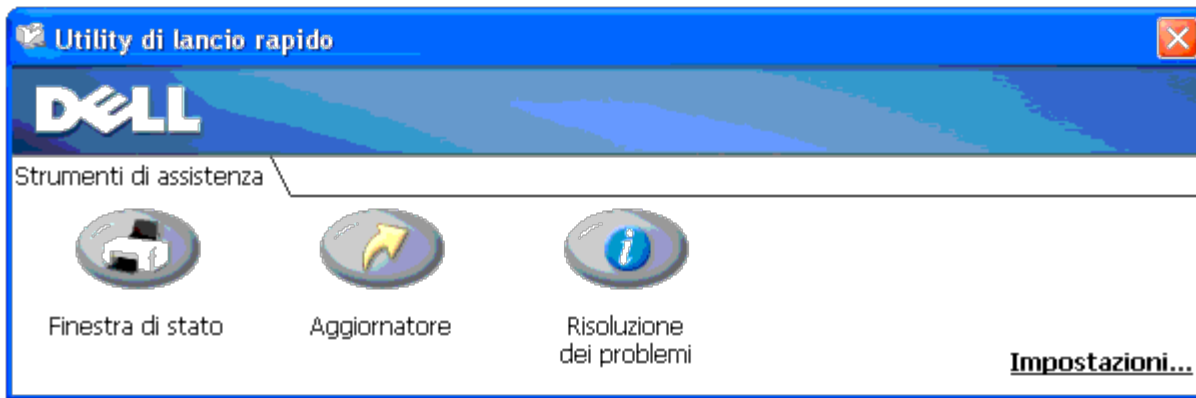 Utility di lancio rapido
DELL
Strumenti di assistenza
Finestra di stato
Aggiornatore
Risoluzione
dei problemi
Impostazioni...